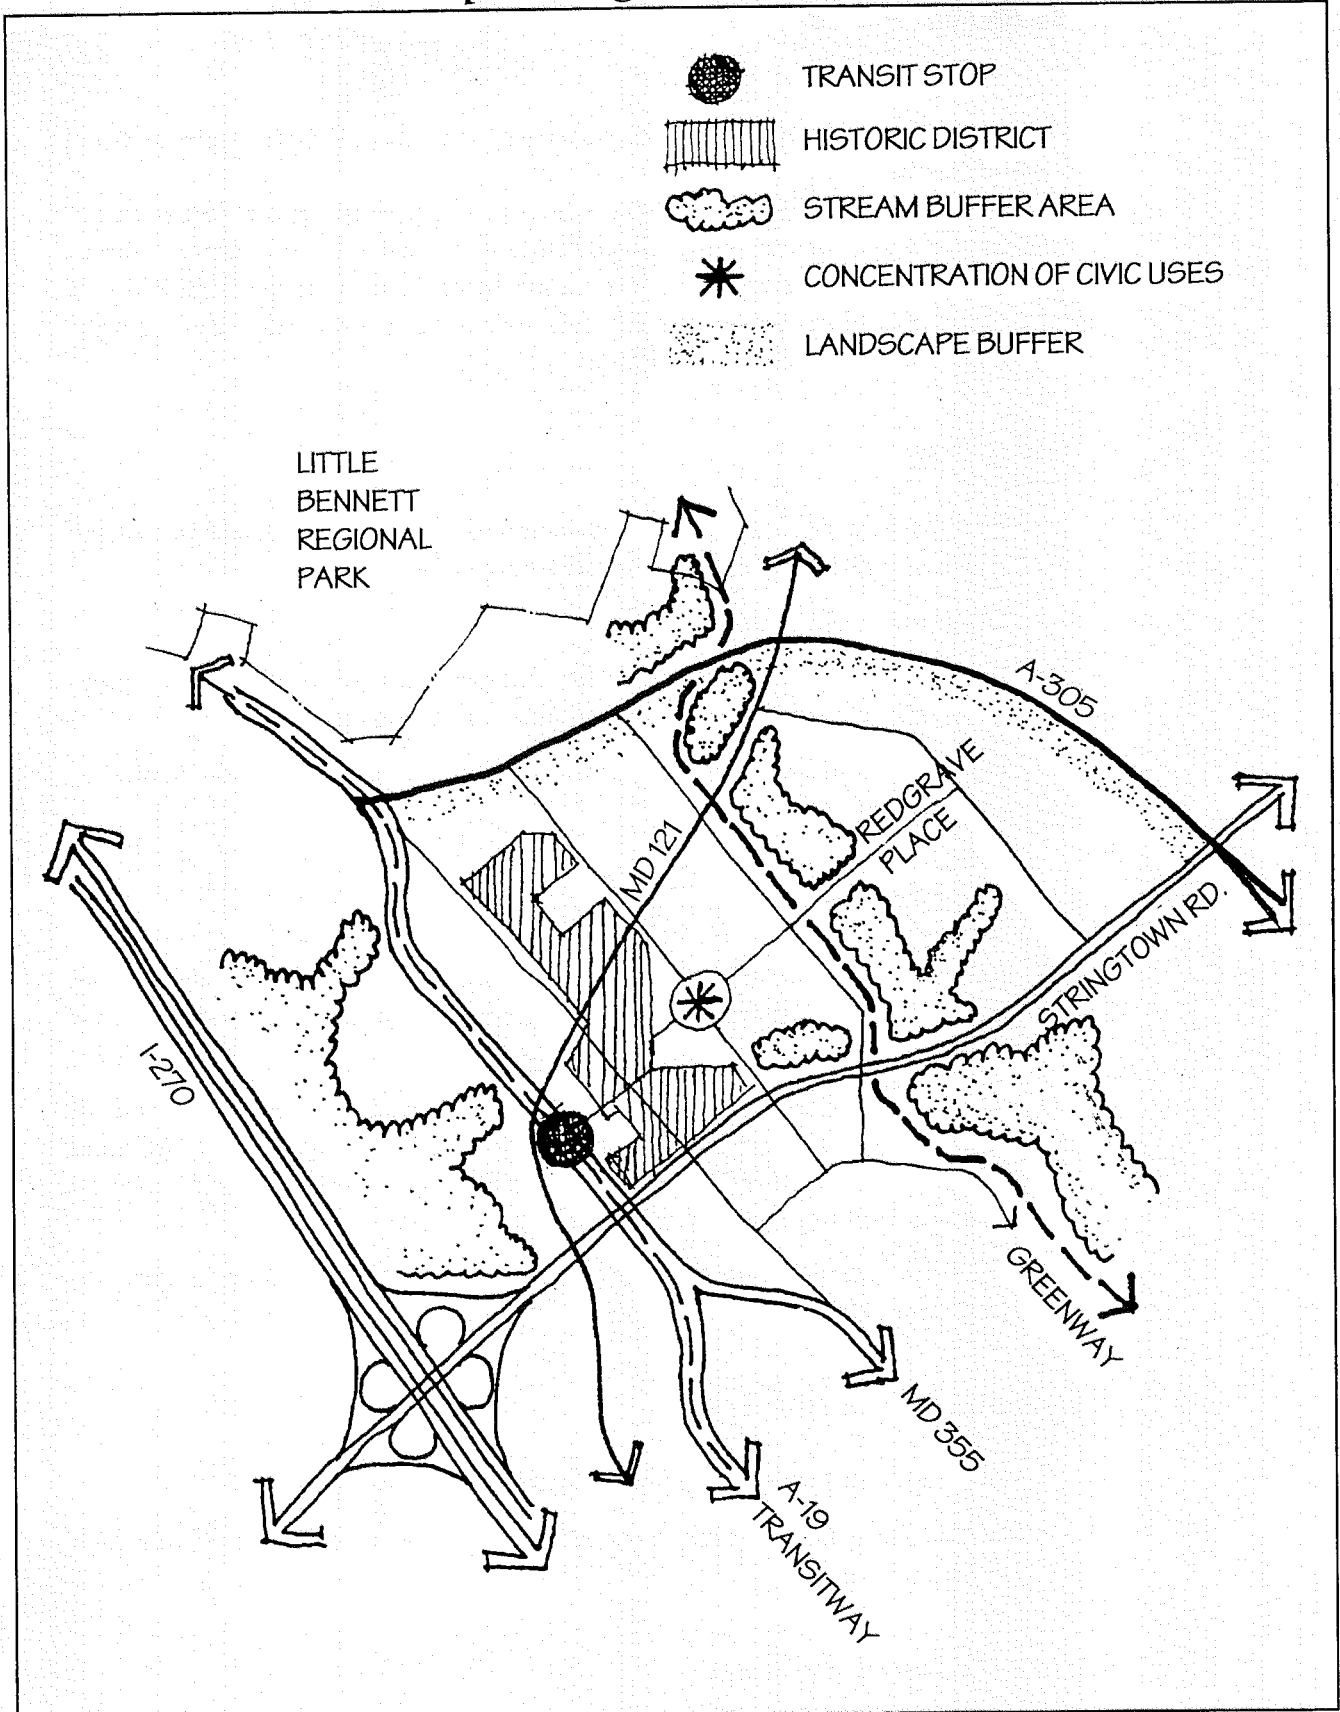 TRANSIT STOP
HISTORIC DISTRICT
STREAM BUFFER AREA
CONCENTRATION OF CIVIC USES
LANDSCAPE BUFFER
LITTLE
BENNETT
REGIONAL
PARK
A-305
REDGRAVE
PLACE
MD 121
STRINGTOWN RD.
I-270
GREENWAY
MD 355
A-19
TRANSITWAY